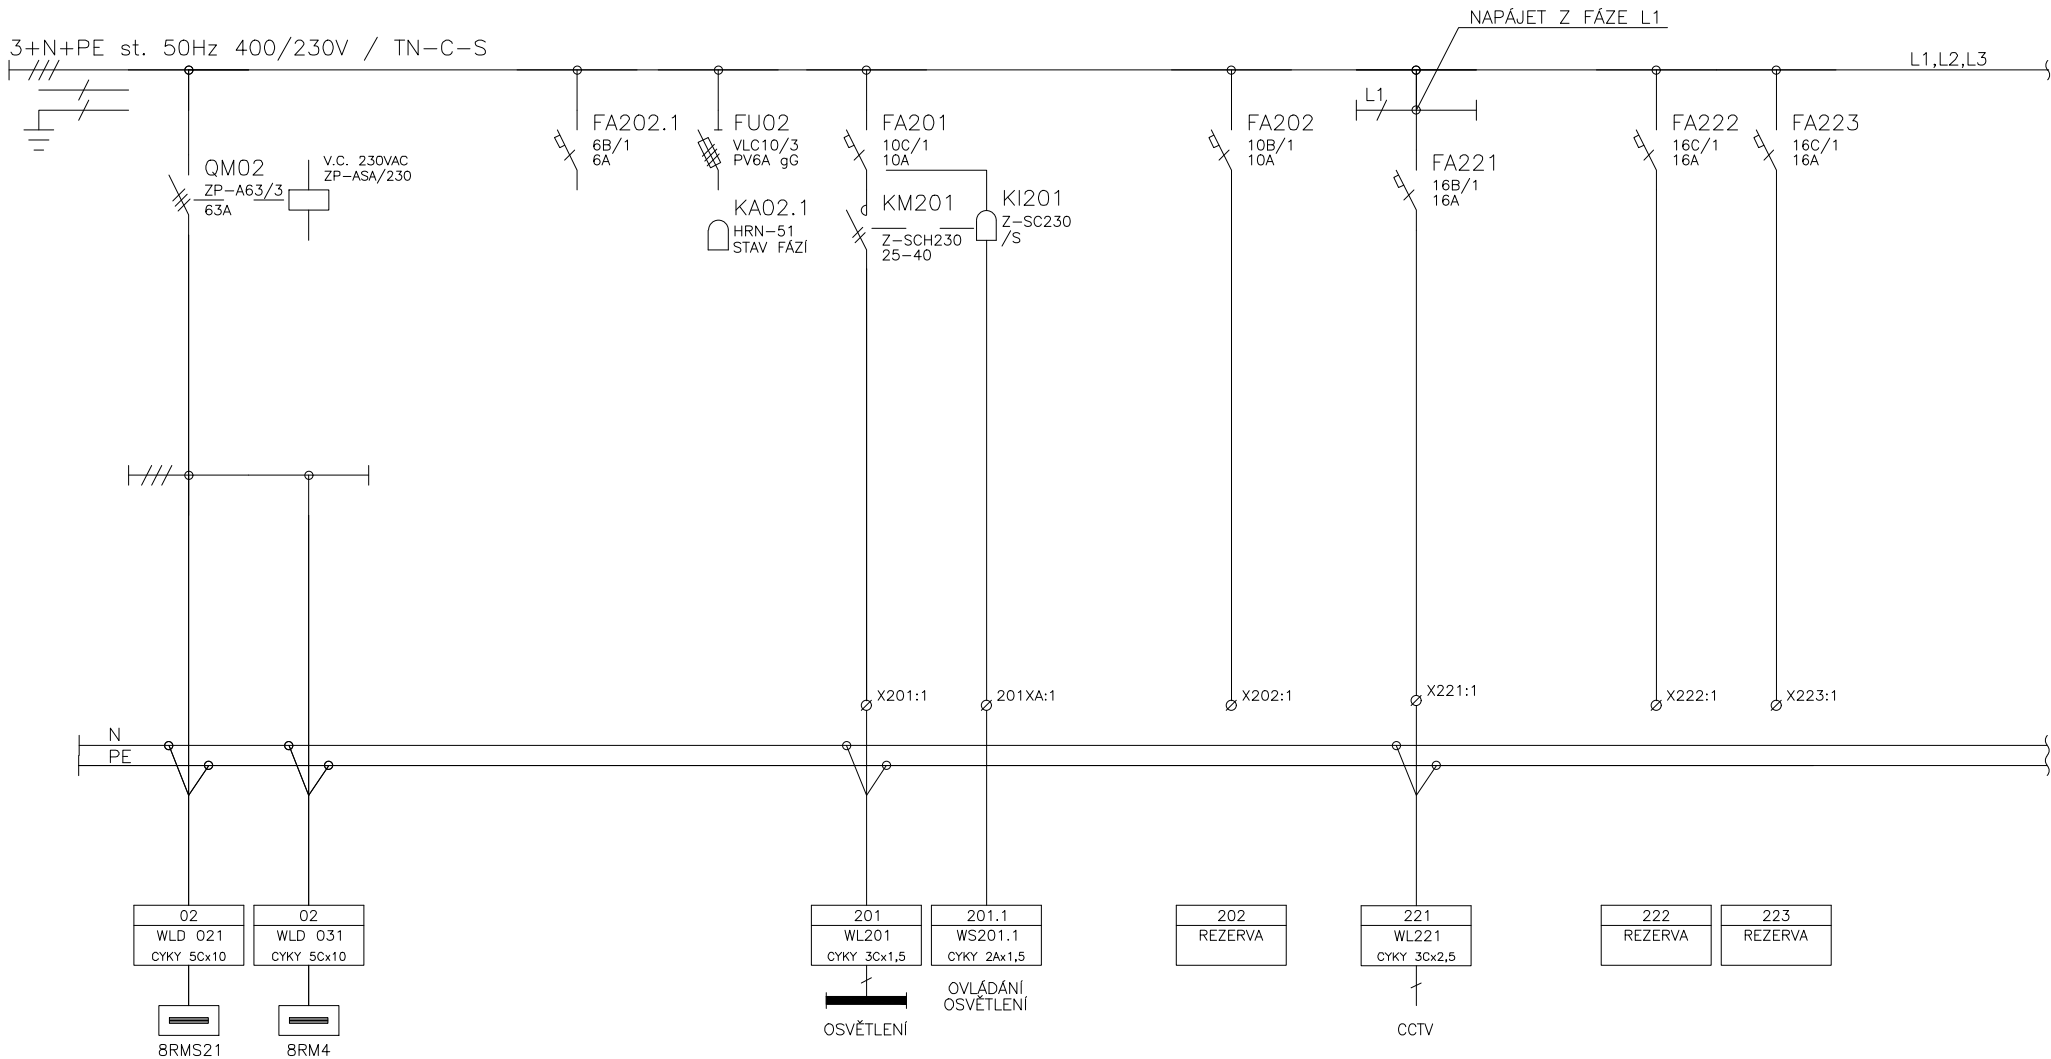 NAPÁJET Z FÁZE L1
3+N+PE st. 50Hz 400/230V / TN-C-S
L1,L2,L3
L1
QM02
ZP-A63/3
63A
V.C. 230VAC
ZP-ASA/230
FA202.1
6B/1
6A
FU02
VLC10/3
PV6A gG
KA02.1
HRN-51
STAV FÁZÍ
FA201
10C/1
10A
KM201
Z-SCH230
25-40
KI201
Z-SC230
/S
FA202
10B/1
10A
FA221
16B/1
16A
FA222
16C/1
16A
FA223
16C/1
16A
X201:1
201XA:1
X202:1
X221:1
X222:1
X223:1
N
PE
02
WLD 021
CYKY 5Cx10
8RMS21
02
WLD 031
CYKY 5Cx10
8RM4
201
WL201
CYKY 3Cx1,5
OSVĚTLENÍ
201.1
WS201.1
CYKY 2Ax1,5
OVLÁDÁNÍ
OSVĚTLENÍ
202
REZERVA
221
WL221
CYKY 3Cx2,5
CCTV
222
REZERVA
223
REZERVA